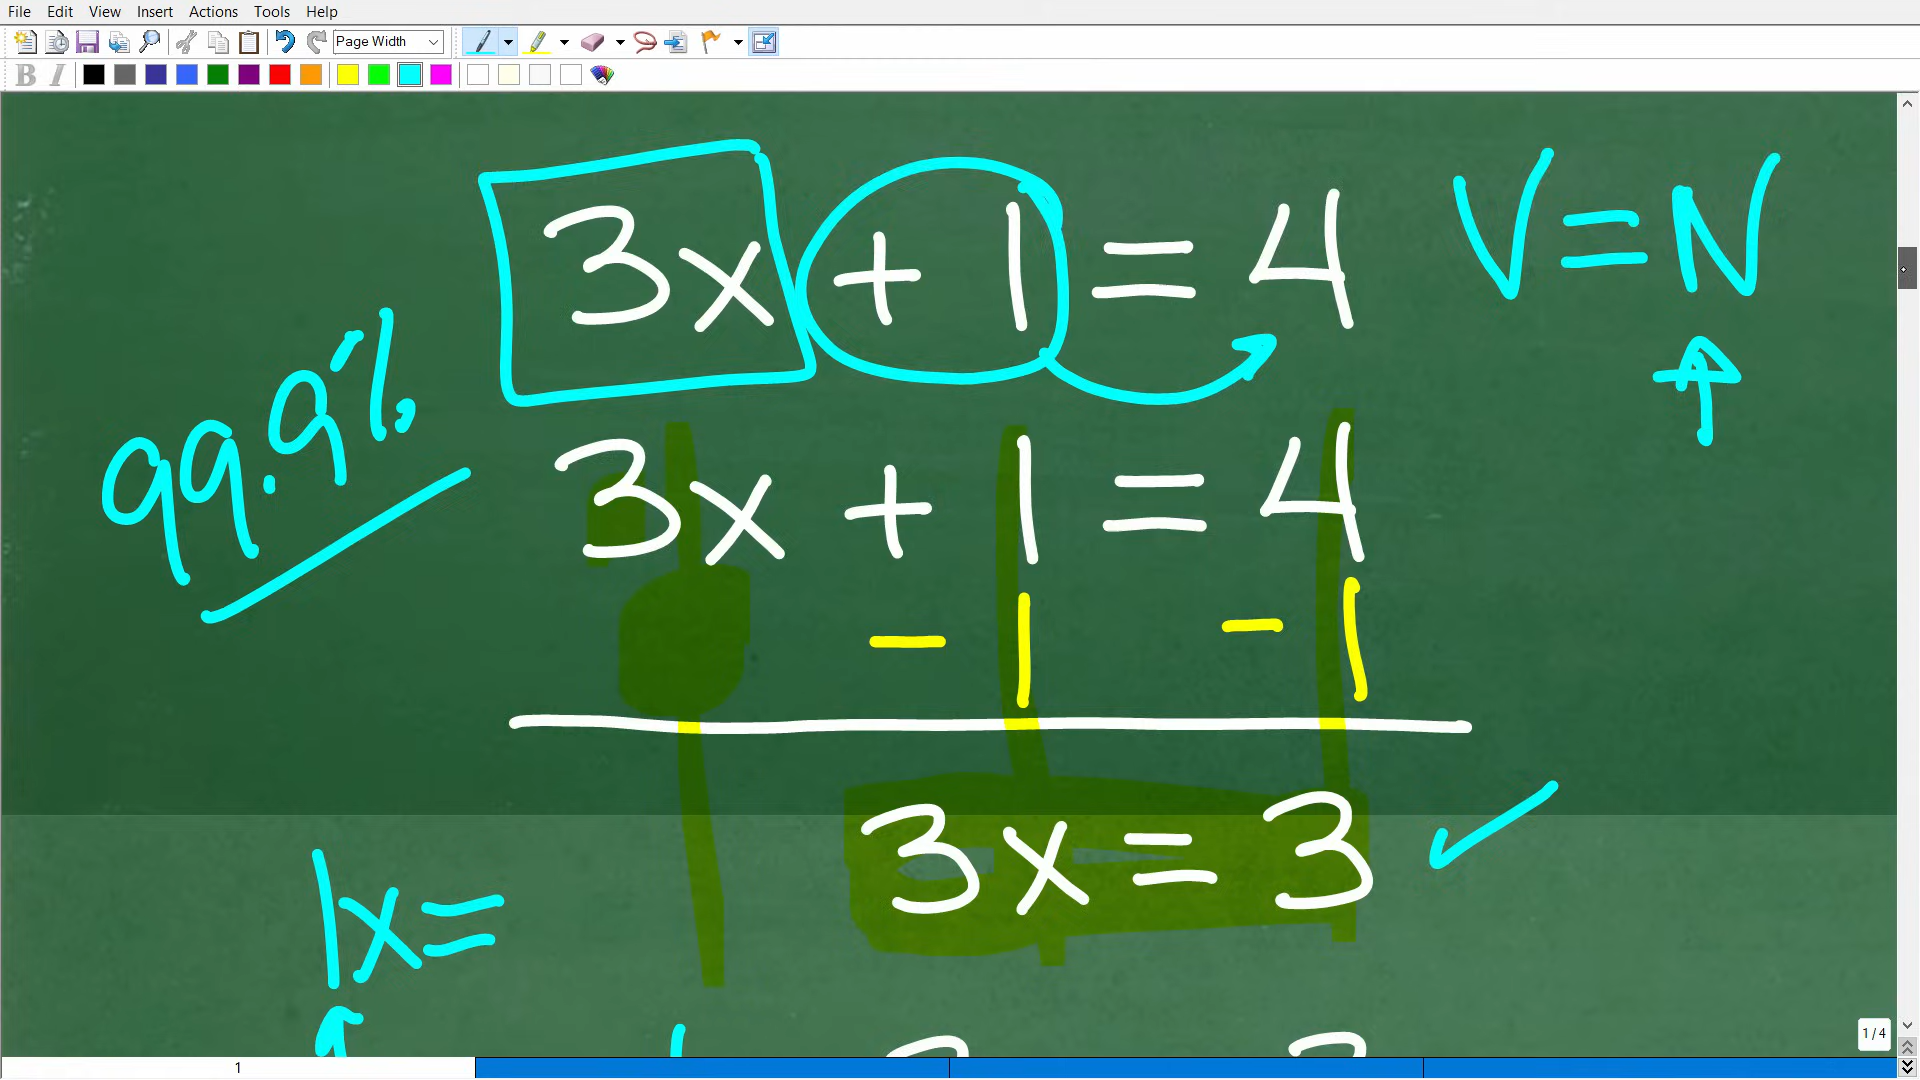 File Edit View Insert Actions Tools Help
Page Width
B I
3x + 1 = 4
V = N
99.9%
3x + 1 = 4
- 1 - 1
3x = 3
1x =
1 / 4
1